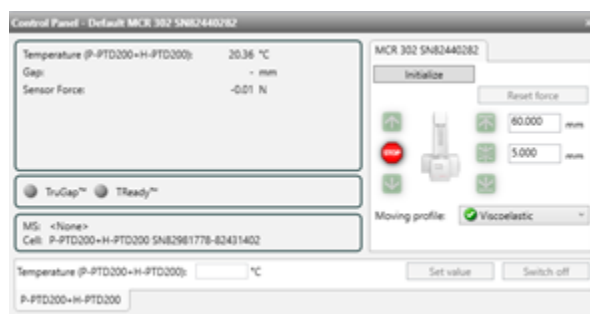 Control Panel - Default MCR 302 SN82440282
Temperature (P-PTD200+H-PTD200): 20.36 °C
Gap: - mm
Sensor Force: -0.01 N
TruGap™ TReady™
MS: <None>
Cell: P-PTD200+H-PTD200 SN82981778-82431402
MCR 302 SN82440282
Initialize
Reset force
60.000 mm
STOP
5.000 mm
Moving profile: Viscoelastic
Temperature (P-PTD200+H-PTD200): °C
Set value Switch off
P-PTD200+H-PTD200